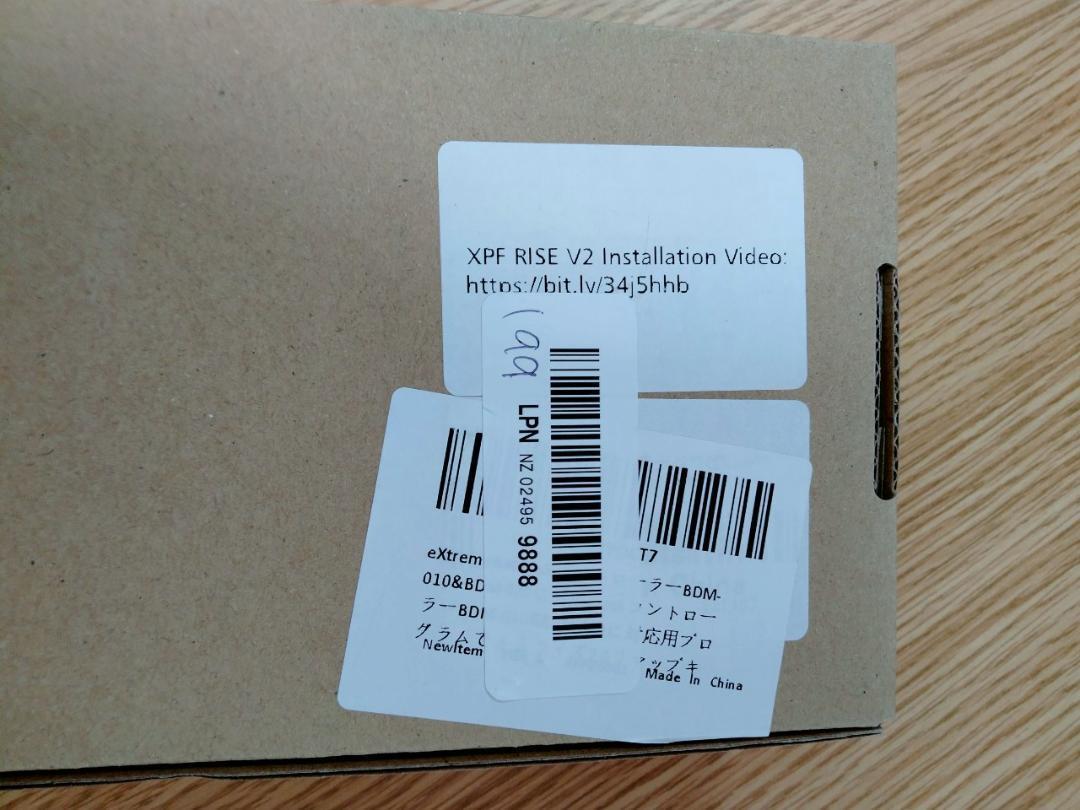 XPF RISE V2 Installation Video:
https://bit.ly/34j5hhb
LPN NZ 02495 9888
eXtrem
T7
010&BD
ーラーBDM-
ラーBD
ントロー
グラムで
応用プロ
ップキ
NewItem
Made In China